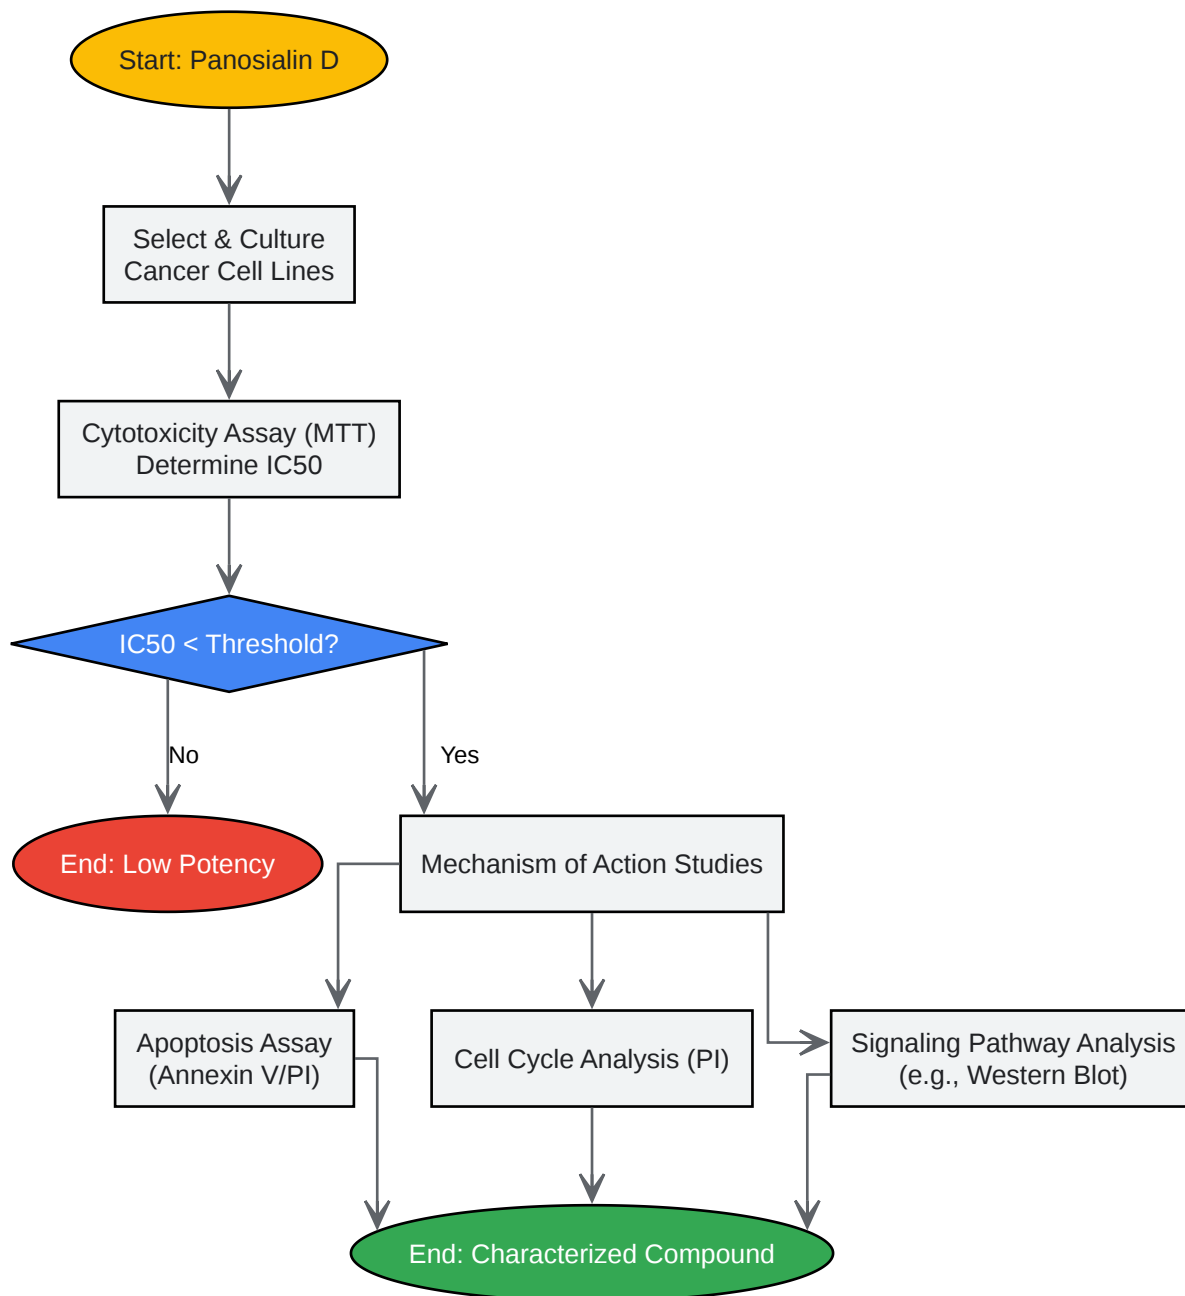 Start: Panosialin D
Select & Culture
Cancer Cell Lines
Cytotoxicity Assay (MTT)
Determine IC50
IC50 < Threshold?
No
Yes
End: Low Potency
Mechanism of Action Studies
Apoptosis Assay
(Annexin V/PI)
Cell Cycle Analysis (PI)
Signaling Pathway Analysis
(e.g., Western Blot)
End: Characterized Compound